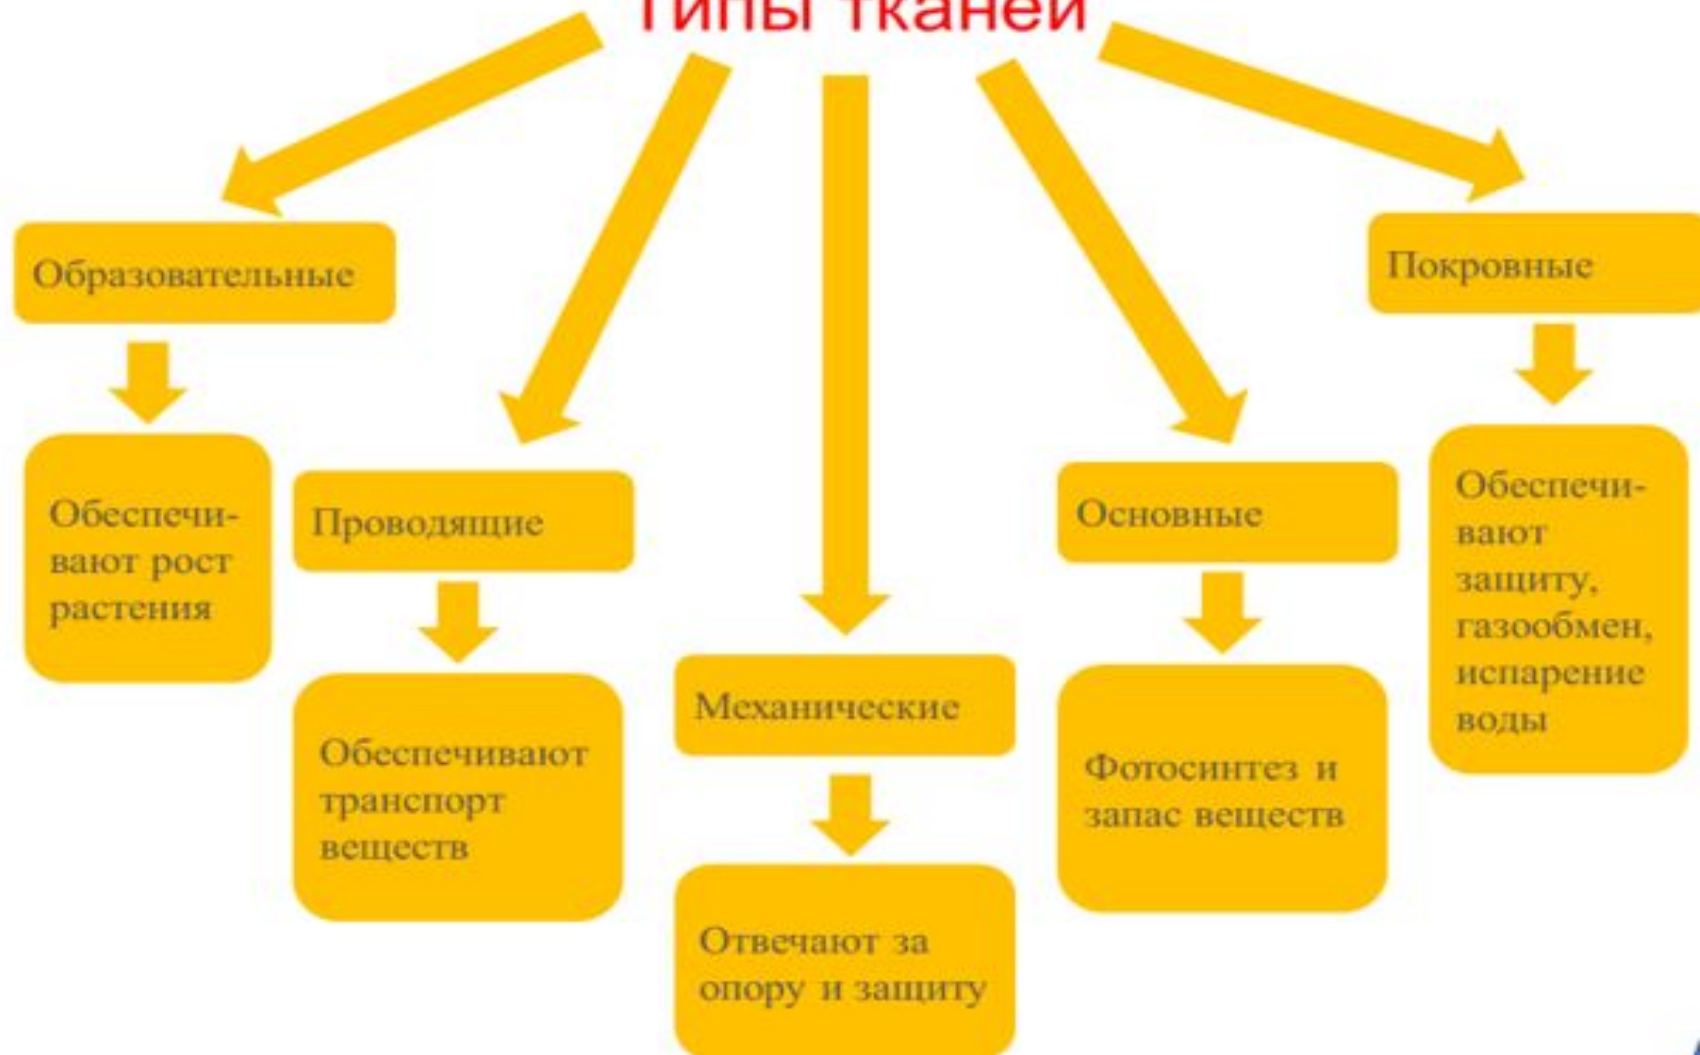 Типы тканей
Образовательные
Обеспечи-
вают рост
растения
Проводящие
Обеспечивают
транспорт
веществ
Механические
Отвечают за
опору и защиту
Основные
Фотосинтез и
запас веществ
Покровные
Обеспечи-
вают
защиту,
газообмен,
испарение
воды